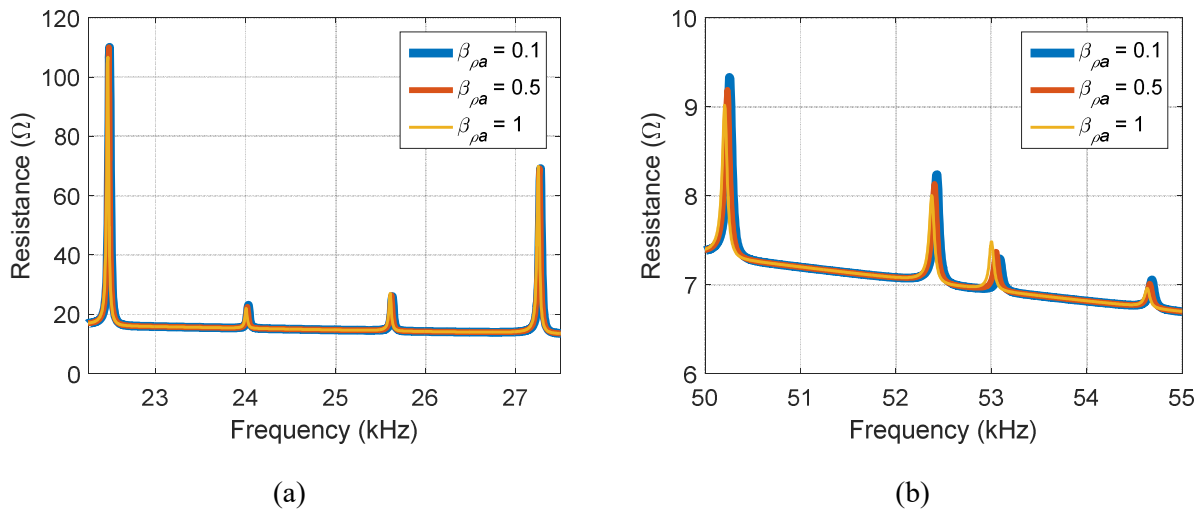 120
100
80
60
40
20
0
Resistance (Ω)
β_ρa = 0.1
β_ρa = 0.5
β_ρa = 1
23
24
25
26
27
Frequency (kHz)
(a)
10
9
8
7
6
Resistance (Ω)
β_ρa = 0.1
β_ρa = 0.5
β_ρa = 1
50
51
52
53
54
55
Frequency (kHz)
(b)